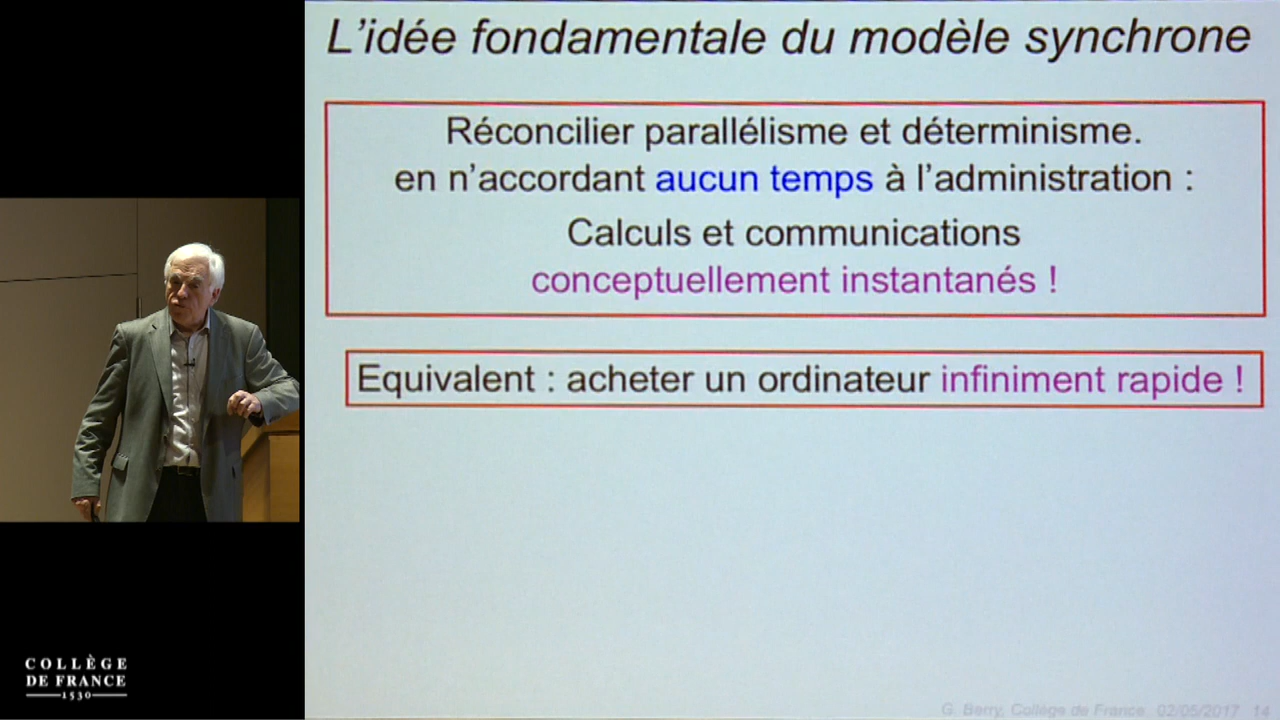 L'idée fondamentale du modèle synchrone
Réconcilier parallélisme et déterminisme.
en n'accordant aucun temps à l'administration :
Calculs et communications
conceptuellement instantanés !
Equivalent : acheter un ordinateur infiniment rapide !
COLLÈGE
DE FRANCE
1530
G. Berry, Collège de France 02/05/2017 14